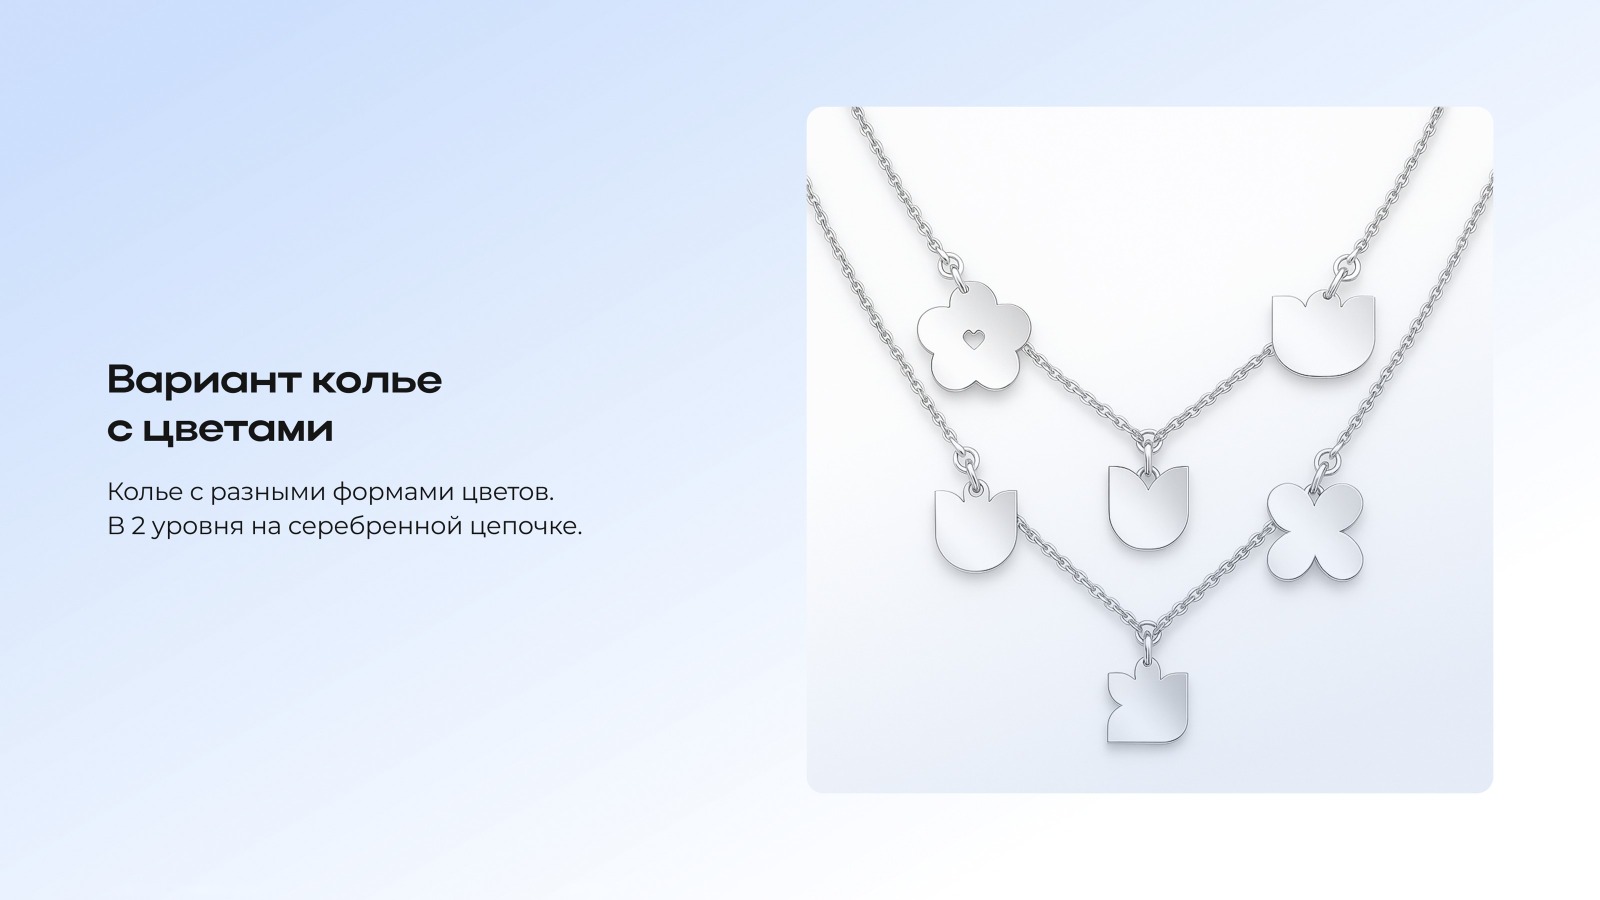 Вариант колье
с цветами
Колье с разными формами цветов.
В 2 уровня на серебренной цепочке.